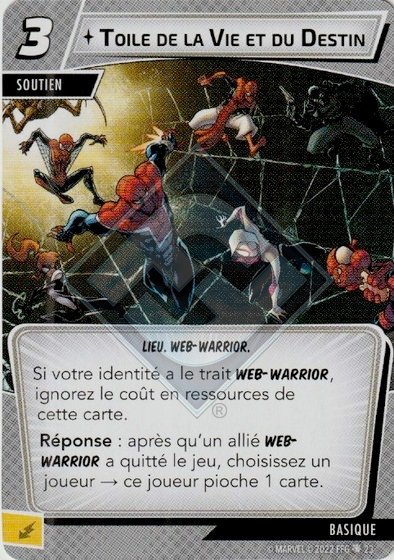 3
TOILE DE LA VIE ET DU DESTIN
SOUTIEN
LIEU. WEB-WARRIOR.
Si votre identité a le trait WEB-WARRIOR,
ignorez le coût en ressources de
cette carte.
Réponse : après qu'un allié WEB-
WARRIOR a quitté le jeu, choisissez un
joueur → ce joueur pioche 1 carte.
BASIQUE
© MARVEL © 2022 FFG 23